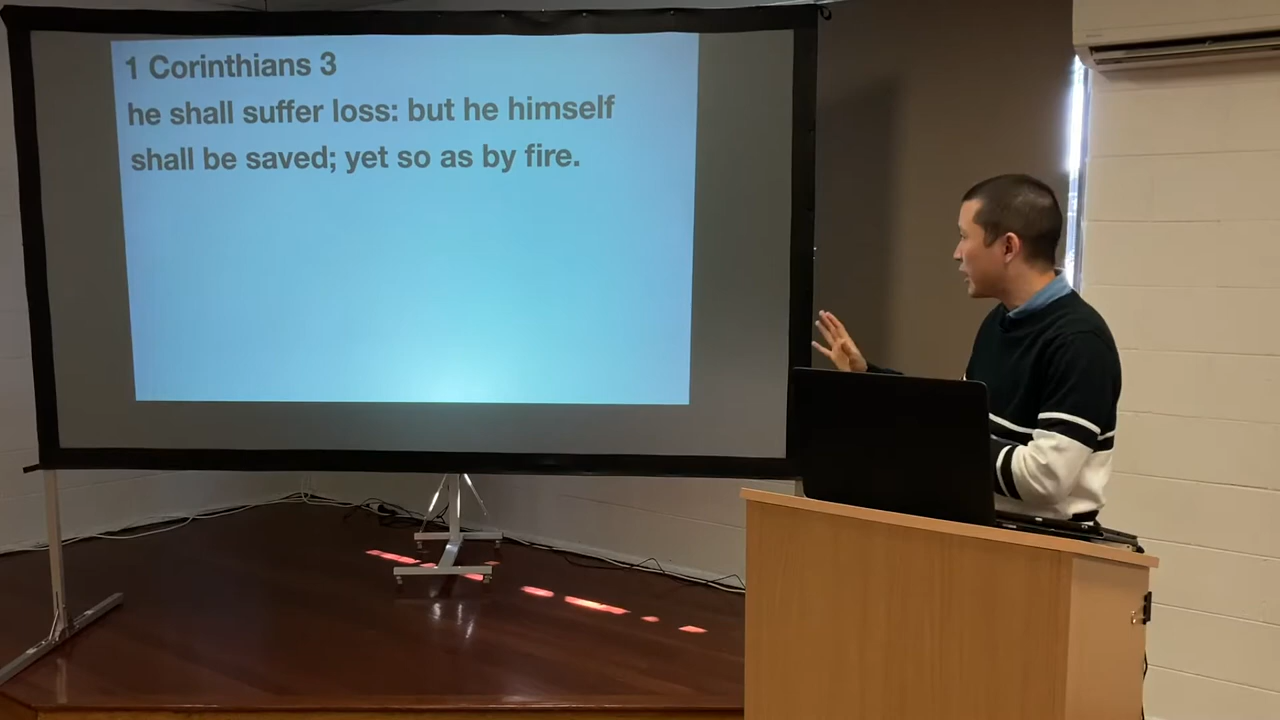 1 Corinthians 3
he shall suffer loss: but he himself
shall be saved; yet so as by fire.